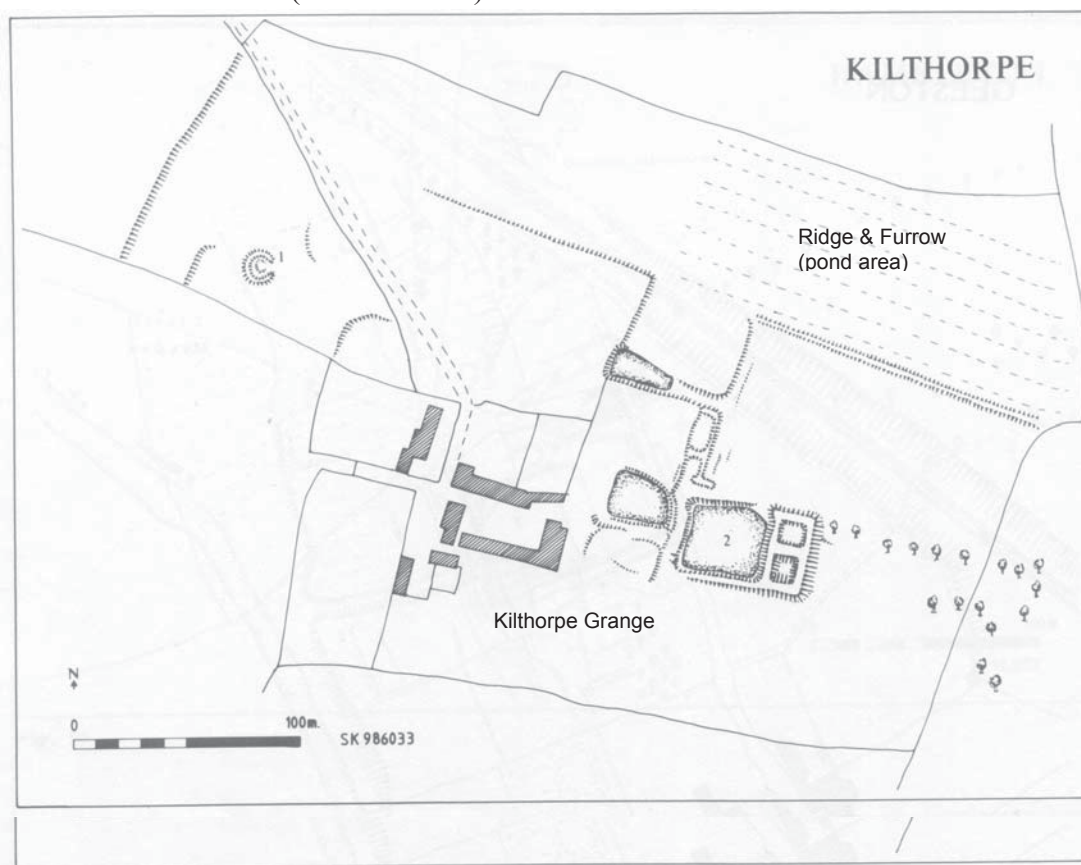 KILTHORPE
Ridge & Furrow
(pond area)
1
2
Kilthorpe Grange
N
0
100m.
SK 986033